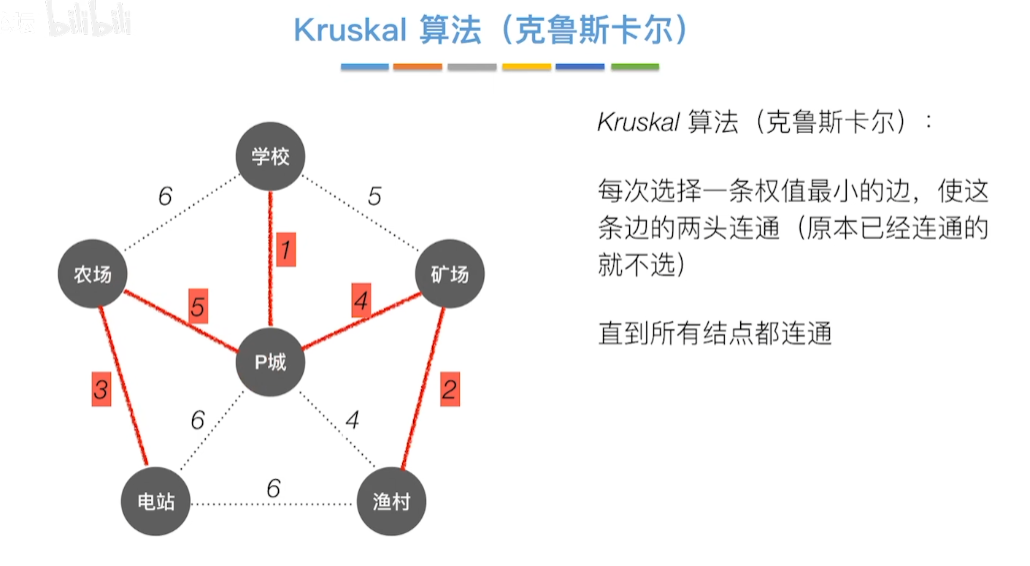 bilibili
Kruskal 算法（克鲁斯卡尔）
学校
6
5
1
农场
矿场
5
4
P城
3
2
6
4
6
电站
渔村
Kruskal 算法（克鲁斯卡尔）：
每次选择一条权值最小的边，使这
条边的两头连通（原本已经连通的
就不选）
直到所有结点都连通